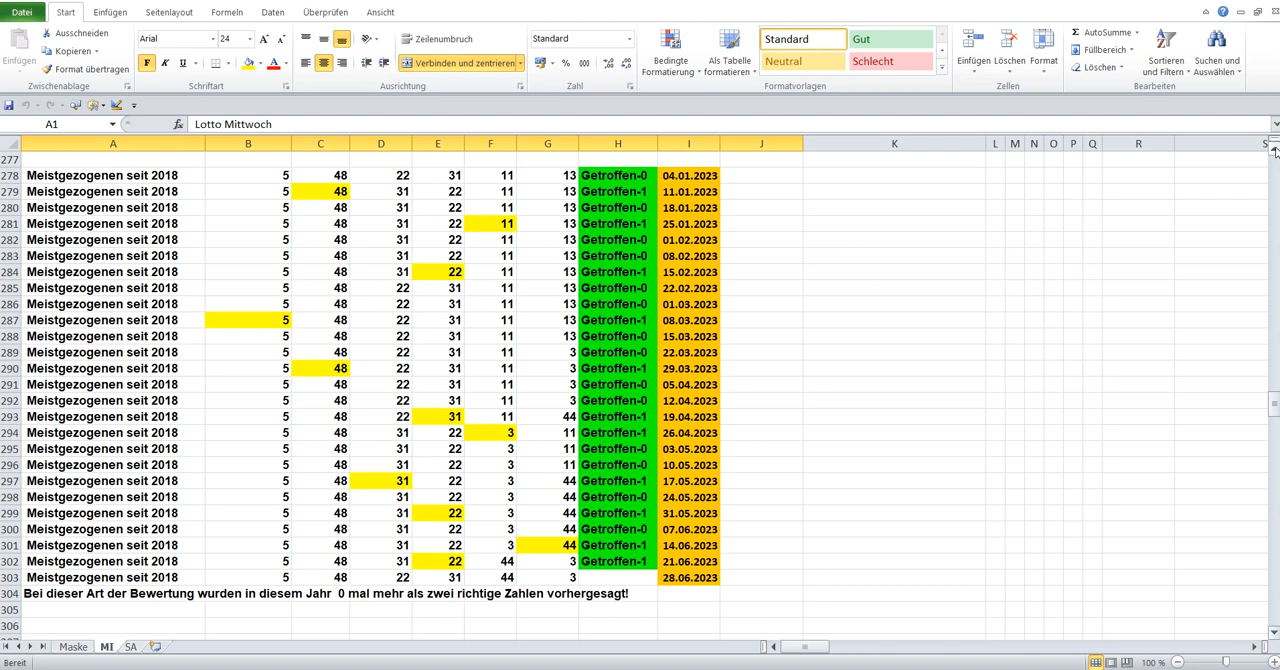 Datei Start Einfügen Seitenlayout Formeln Daten Überprüfen Ansicht
Einfügen
Ausschneiden
Kopieren
Format übertragen
Zwischenablage
Arial 24
F K U
Schriftart
Zeilenumbruch
Verbinden und zentrieren
Ausrichtung
Standard
% 000
Zahl
Bedingte Formatierung
Als Tabelle formatieren
Standard Gut
Neutral Schlecht
Formatvorlagen
Einfügen Löschen Format
Zellen
Σ AutoSumme
Füllbereich
Löschen
Sortieren und Filtern
Suchen und Auswählen
Bearbeiten
A1 fx Lotto Mittwoch
A B C D E F G H I J K L M N O P Q R S
277
278 Meistgezogenen seit 2018 5 48 22 31 11 13 Getroffen-0 04.01.2023
279 Meistgezogenen seit 2018 5 48 31 22 11 13 Getroffen-1 11.01.2023
280 Meistgezogenen seit 2018 5 48 31 22 11 13 Getroffen-0 18.01.2023
281 Meistgezogenen seit 2018 5 48 31 22 11 13 Getroffen-1 25.01.2023
282 Meistgezogenen seit 2018 5 48 31 22 11 13 Getroffen-0 01.02.2023
283 Meistgezogenen seit 2018 5 48 31 22 11 13 Getroffen-0 08.02.2023
284 Meistgezogenen seit 2018 5 48 31 22 11 13 Getroffen-1 15.02.2023
285 Meistgezogenen seit 2018 5 48 31 22 11 13 Getroffen-0 22.02.2023
286 Meistgezogenen seit 2018 5 48 31 22 11 13 Getroffen-0 01.03.2023
287 Meistgezogenen seit 2018 5 48 31 22 11 13 Getroffen-1 08.03.2023
288 Meistgezogenen seit 2018 5 48 31 22 11 13 Getroffen-0 15.03.2023
289 Meistgezogenen seit 2018 5 48 31 22 11 3 Getroffen-0 22.03.2023
290 Meistgezogenen seit 2018 5 48 31 22 11 3 Getroffen-1 29.03.2023
291 Meistgezogenen seit 2018 5 48 31 22 11 3 Getroffen-0 05.04.2023
292 Meistgezogenen seit 2018 5 48 31 22 11 3 Getroffen-0 12.04.2023
293 Meistgezogenen seit 2018 5 48 22 31 11 44 Getroffen-1 19.04.2023
294 Meistgezogenen seit 2018 5 48 31 22 3 11 Getroffen-1 26.04.2023
295 Meistgezogenen seit 2018 5 48 31 22 3 11 Getroffen-0 03.05.2023
296 Meistgezogenen seit 2018 5 48 31 22 3 11 Getroffen-0 10.05.2023
297 Meistgezogenen seit 2018 5 48 31 22 3 44 Getroffen-1 17.05.2023
298 Meistgezogenen seit 2018 5 48 31 22 3 44 Getroffen-0 24.05.2023
299 Meistgezogenen seit 2018 5 48 31 22 3 44 Getroffen-1 31.05.2023
300 Meistgezogenen seit 2018 5 48 31 22 3 44 Getroffen-0 07.06.2023
301 Meistgezogenen seit 2018 5 48 31 22 3 44 Getroffen-1 14.06.2023
302 Meistgezogenen seit 2018 5 48 31 22 44 3 Getroffen-1 21.06.2023
303 Meistgezogenen seit 2018 5 48 22 31 44 3 28.06.2023
304 Bei dieser Art der Bewertung wurden in diesem Jahr 0 mal mehr als zwei richtige Zahlen vorhergesagt!
305
306
Maske MI SA
Bereit 100 %